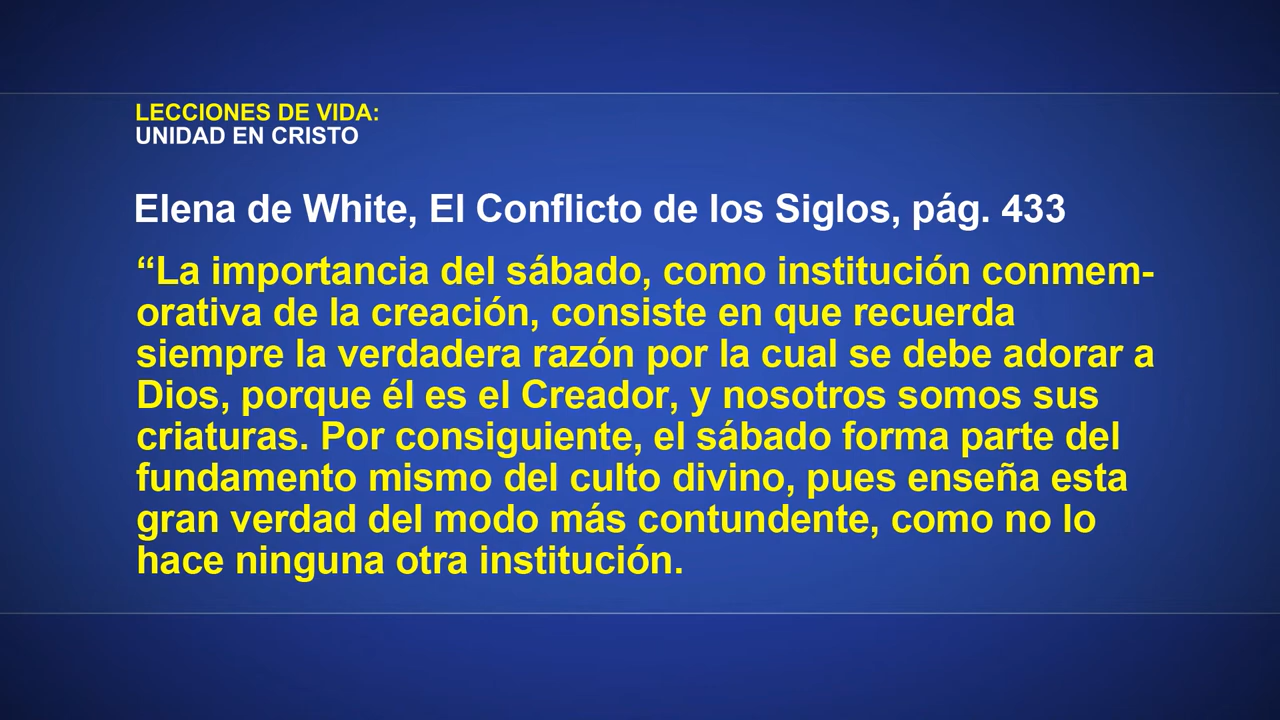 LECCIONES DE VIDA:
UNIDAD EN CRISTO
Elena de White, El Conflicto de los Siglos, pág. 433
“La importancia del sábado, como institución conmem-
orativa de la creación, consiste en que recuerda
siempre la verdadera razón por la cual se debe adorar a
Dios, porque él es el Creador, y nosotros somos sus
criaturas. Por consiguiente, el sábado forma parte del
fundamento mismo del culto divino, pues enseña esta
gran verdad del modo más contundente, como no lo
hace ninguna otra institución.